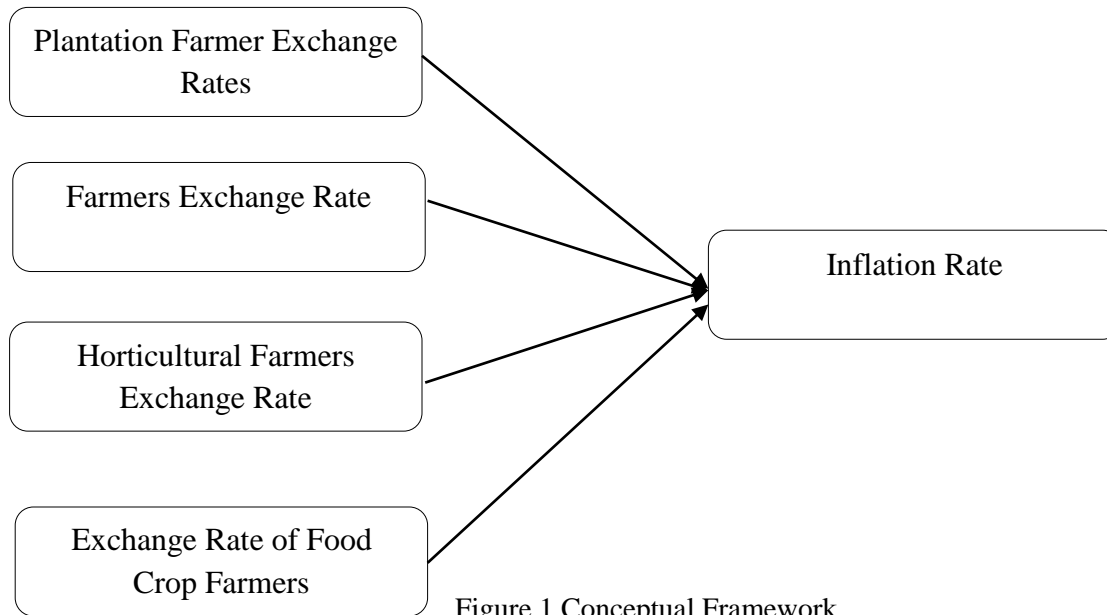 Plantation Farmer Exchange
Rates
Farmers Exchange Rate
Inflation Rate
Horticultural Farmers
Exchange Rate
Exchange Rate of Food
Crop Farmers
Figure 1 Conceptual Framework